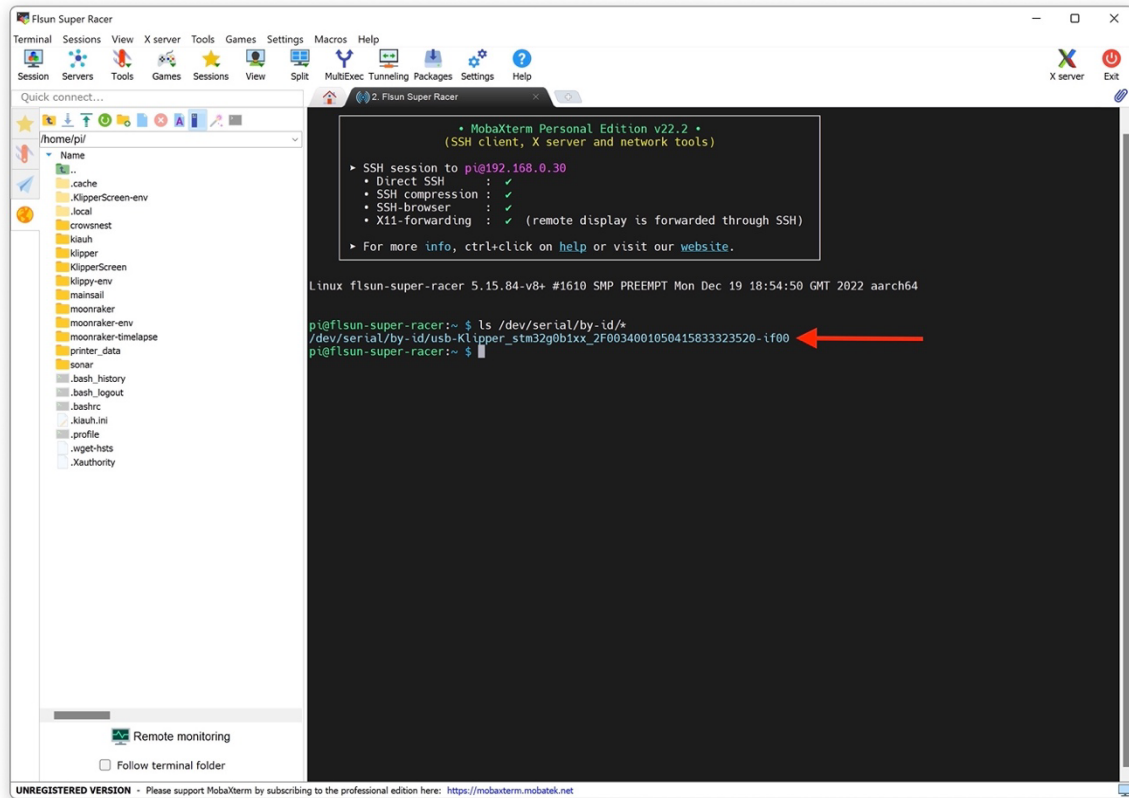 Flsun Super Racer
Terminal Sessions View X server Tools Games Settings Macros Help
Session Servers Tools Games Sessions View Split MultiExec Tunneling Packages Settings Help X server Exit
Quick connect...
2. Flsun Super Racer
/home/pi/
Name
..
.cache
.KlipperScreen-env
.local
crowsnest
kiauh
klipper
KlipperScreen
klippy-env
mainsail
moonraker
moonraker-env
moonraker-timelapse
printer_data
sonar
.bash_history
.bash_logout
.bashrc
.kiauh.ini
.profile
.wget-hsts
.Xauthority
Remote monitoring
Follow terminal folder
• MobaXterm Personal Edition v22.2 •
(SSH client, X server and network tools)
➤ SSH session to pi@192.168.0.30
• Direct SSH : ✔
• SSH compression : ✔
• SSH-browser : ✔
• X11-forwarding : ✔ (remote display is forwarded through SSH)
➤ For more info, ctrl+click on help or visit our website.
Linux flsun-super-racer 5.15.84-v8+ #1610 SMP PREEMPT Mon Dec 19 18:54:50 GMT 2022 aarch64
pi@flsun-super-racer:~ $ ls /dev/serial/by-id/*
/dev/serial/by-id/usb-Klipper_stm32g0b1xx_2F0034001050415833323520-if00
pi@flsun-super-racer:~ $
UNREGISTERED VERSION - Please support MobaXterm by subscribing to the professional edition here: https://mobaxterm.mobatek.net